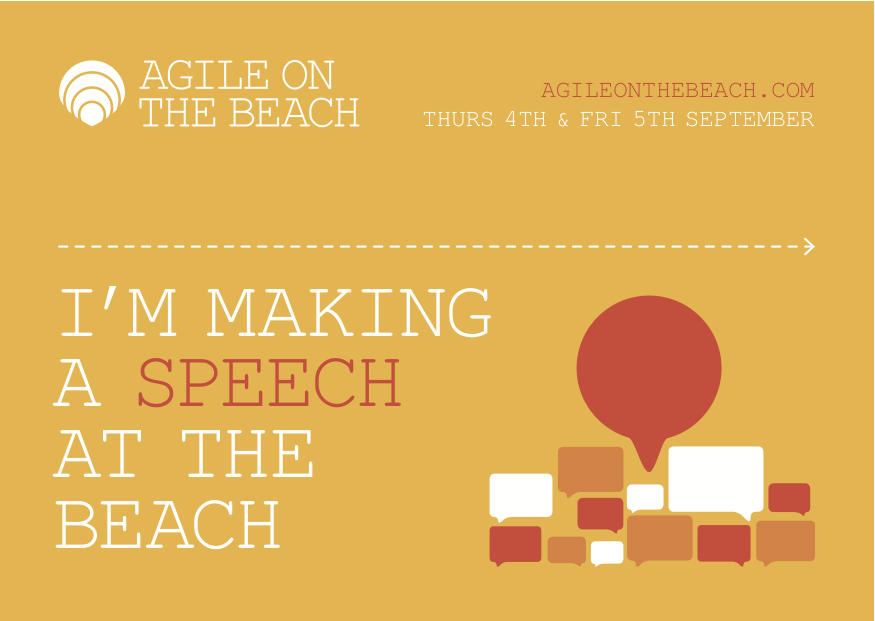 AGILE ON
THE BEACH
AGILEONTHEBEACH.COM
THURS 4TH & FRI 5TH SEPTEMBER
I'M MAKING
A SPEECH
AT THE
BEACH